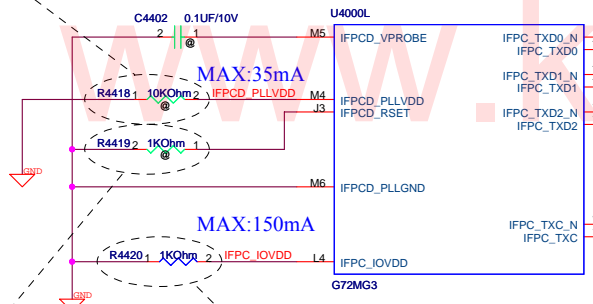 C4402 0.1UF/10V U4000L
2 1 M5 IFPCD_VPROBE IFPC_TXD0_N
@ IFPC_TXD0
MAX:35mA IFPC_TXD1_N
R4418 1 10KOhm 2 IFPCD_PLLVDD M4 IFPCD_PLLVDD IFPC_TXD1
@ J3 IFPCD_RSET IFPC_TXD2_N
IFPC_TXD2
R4419 2 1KOhm 1
@
GND
M6 IFPCD_PLLGND
MAX:150mA IFPC_TXC_N
IFPC_TXC
R4420 1 1KOhm 2 IFPC_IOVDD L4 IFPC_IOVDD
G72MG3
GND
www.k